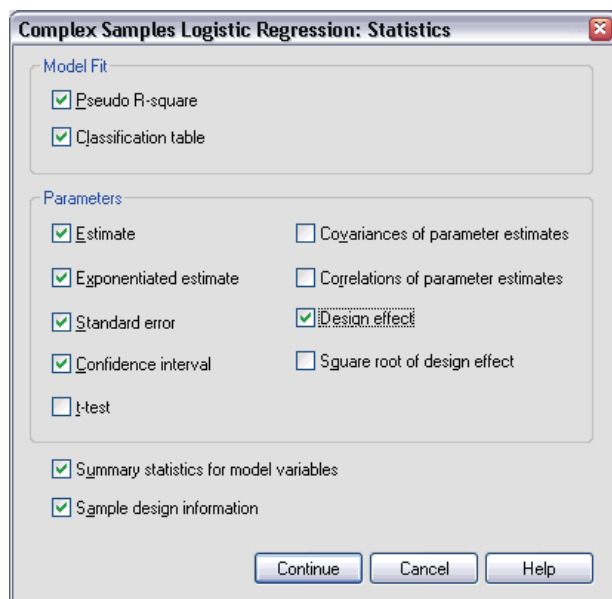 Complex Samples Logistic Regression: Statistics
Model Fit
Pseudo R-square
Classification table
Parameters
Estimate
Exponentiated estimate
Standard error
Confidence interval
t-test
Covariances of parameter estimates
Correlations of parameter estimates
Design effect
Square root of design effect
Summary statistics for model variables
Sample design information
Continue
Cancel
Help